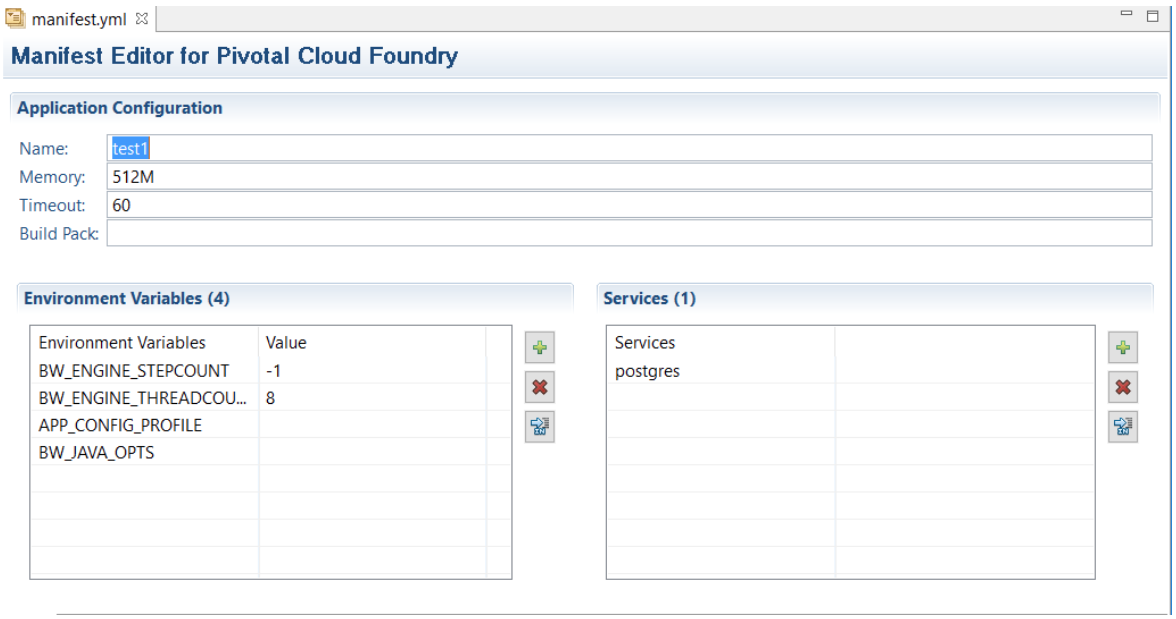 manifest.yml
Manifest Editor for Pivotal Cloud Foundry
Application Configuration
Name: test1
Memory: 512M
Timeout: 60
Build Pack:
Environment Variables (4)
Environment Variables Value
BW_ENGINE_STEPCOUNT -1
BW_ENGINE_THREADCOU... 8
APP_CONFIG_PROFILE
BW_JAVA_OPTS
Services (1)
Services
postgres